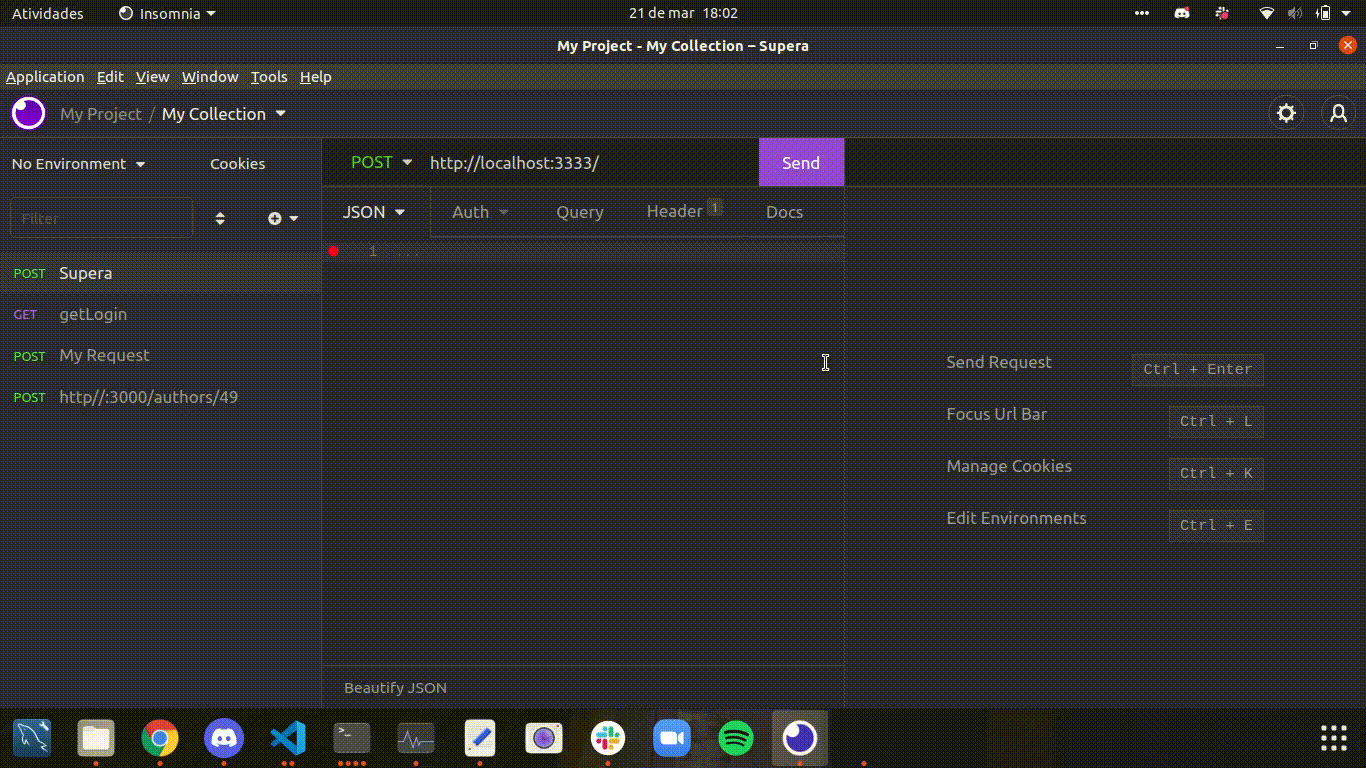 Atividades Insomnia 21 de mar 18:02
My Project - My Collection – Supera
Application Edit View Window Tools Help
My Project / My Collection
No Environment Cookies POST http://localhost:3333/ Send
Filter JSON Auth Query Header 1 Docs
1 ...
POST Supera
GET getLogin
POST My Request
POST http//:3000/authors/49
Send Request Ctrl + Enter
Focus Url Bar Ctrl + L
Manage Cookies Ctrl + K
Edit Environments Ctrl + E
Beautify JSON